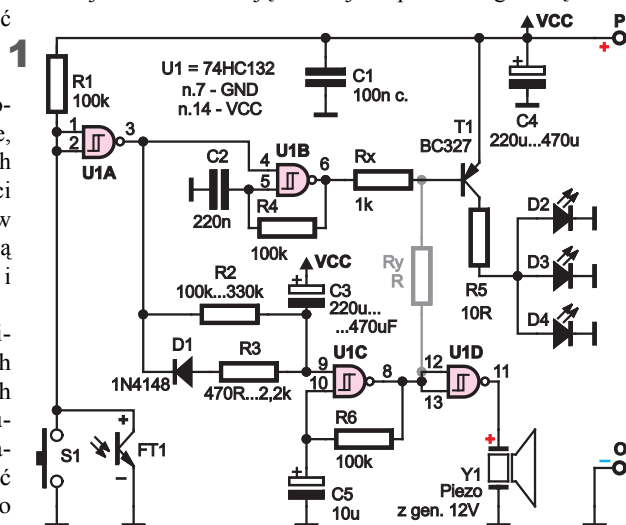 ć
1
o-
e,
h
ci
w
ą
i
i-
h
h
u-
a-
ć
o
VCC
P
+
R1
100k
U1 = 74HC132
n.7 - GND
n.14 - VCC
C1
100n c.
+
C4
220u...470u
T1
BC327
1
2
3
U1A
U1B
4
5
6
C2
220n
R4
100k
Rx
1k
Ry
R
D2
D3
D4
R5
10R
R2
100k...330k
VCC
+
C3
220u...
...470uF
D1
1N4148
R3
470R...2,2k
U1C
9
10
8
U1D
12
13
11
R6
100k
+
C5
10u
S1
+
FT1
−
+
Y1
Piezo
z gen. 12V
O
−